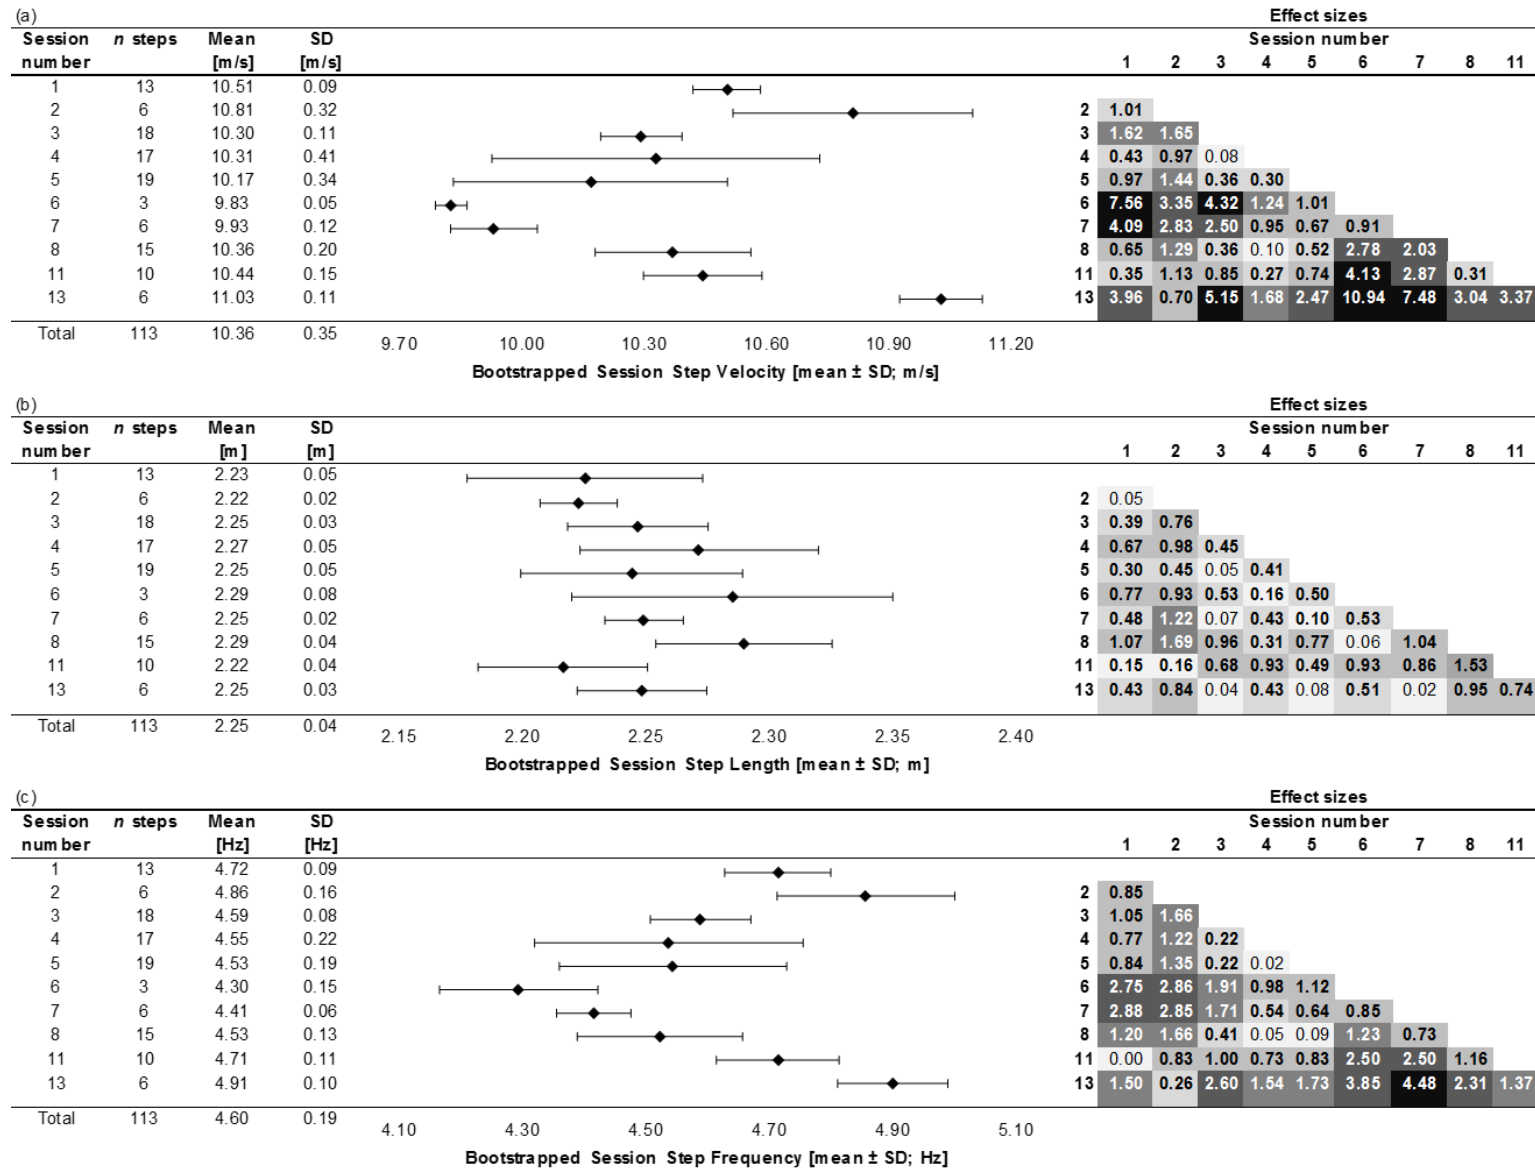 (a) Effect sizes
Session n steps Mean SD Session number
number [m/s] [m/s] 1 2 3 4 5 6 7 8 11
1 13 10.51 0.09
2 6 10.81 0.32 2 1.01
3 18 10.30 0.11 3 1.62 1.65
4 17 10.31 0.41 4 0.43 0.97 0.08
5 19 10.17 0.34 5 0.97 1.44 0.36 0.30
6 3 9.83 0.05 6 7.56 3.35 4.32 1.24 1.01
7 6 9.93 0.12 7 4.09 2.83 2.50 0.95 0.67 0.91
8 15 10.36 0.20 8 0.65 1.29 0.36 0.10 0.52 2.78 2.03
11 10 10.44 0.15 11 0.35 1.13 0.85 0.27 0.74 4.13 2.87 0.31
13 6 11.03 0.11 13 3.96 0.70 5.15 1.68 2.47 10.94 7.48 3.04 3.37
Total 113 10.36 0.35
9.70 10.00 10.30 10.60 10.90 11.20
Bootstrapped Session Step Velocity [mean ± SD; m/s]
(b) Effect sizes
Session n steps Mean SD Session number
number [m] [m] 1 2 3 4 5 6 7 8 11
1 13 2.23 0.05
2 6 2.22 0.02 2 0.05
3 18 2.25 0.03 3 0.39 0.76
4 17 2.27 0.05 4 0.67 0.98 0.45
5 19 2.25 0.05 5 0.30 0.45 0.05 0.41
6 3 2.29 0.08 6 0.77 0.93 0.53 0.16 0.50
7 6 2.25 0.02 7 0.48 1.22 0.07 0.43 0.10 0.53
8 15 2.29 0.04 8 1.07 1.69 0.96 0.31 0.77 0.06 1.04
11 10 2.22 0.04 11 0.15 0.16 0.68 0.93 0.49 0.93 0.86 1.53
13 6 2.25 0.03 13 0.43 0.84 0.04 0.43 0.08 0.51 0.02 0.95 0.74
Total 113 2.25 0.04
2.15 2.20 2.25 2.30 2.35 2.40
Bootstrapped Session Step Length [mean ± SD; m]
(c) Effect sizes
Session n steps Mean SD Session number
number [Hz] [Hz] 1 2 3 4 5 6 7 8 11
1 13 4.72 0.09
2 6 4.86 0.16 2 0.85
3 18 4.59 0.08 3 1.05 1.66
4 17 4.55 0.22 4 0.77 1.22 0.22
5 19 4.53 0.19 5 0.84 1.35 0.22 0.02
6 3 4.30 0.15 6 2.75 2.86 1.91 0.98 1.12
7 6 4.41 0.06 7 2.88 2.85 1.71 0.54 0.64 0.85
8 15 4.53 0.13 8 1.20 1.66 0.41 0.05 0.09 1.23 0.73
11 10 4.71 0.11 11 0.00 0.83 1.00 0.73 0.83 2.50 2.50 1.16
13 6 4.91 0.10 13 1.50 0.26 2.60 1.54 1.73 3.85 4.48 2.31 1.37
Total 113 4.60 0.19
4.10 4.30 4.50 4.70 4.90 5.10
Bootstrapped Session Step Frequency [mean ± SD; Hz]